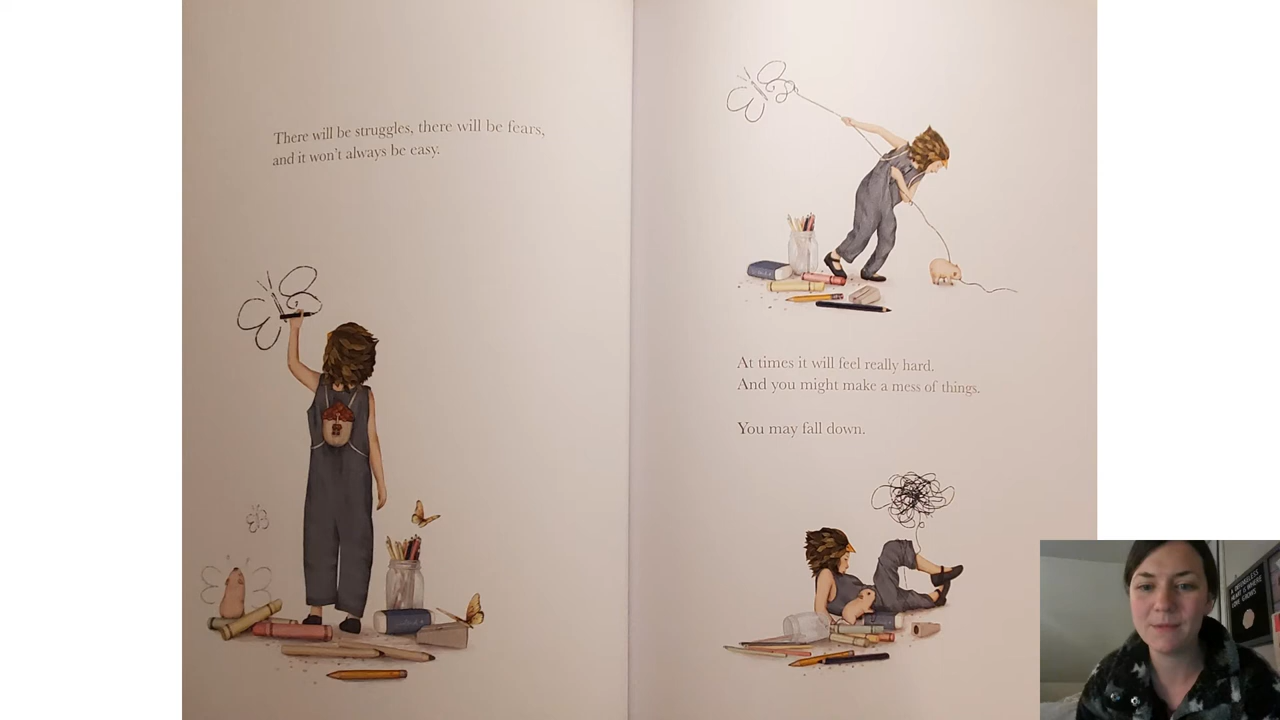 There will be struggles, there will be fears,
and it won't always be easy.
At times it will feel really hard.
And you might make a mess of things.
You may fall down.